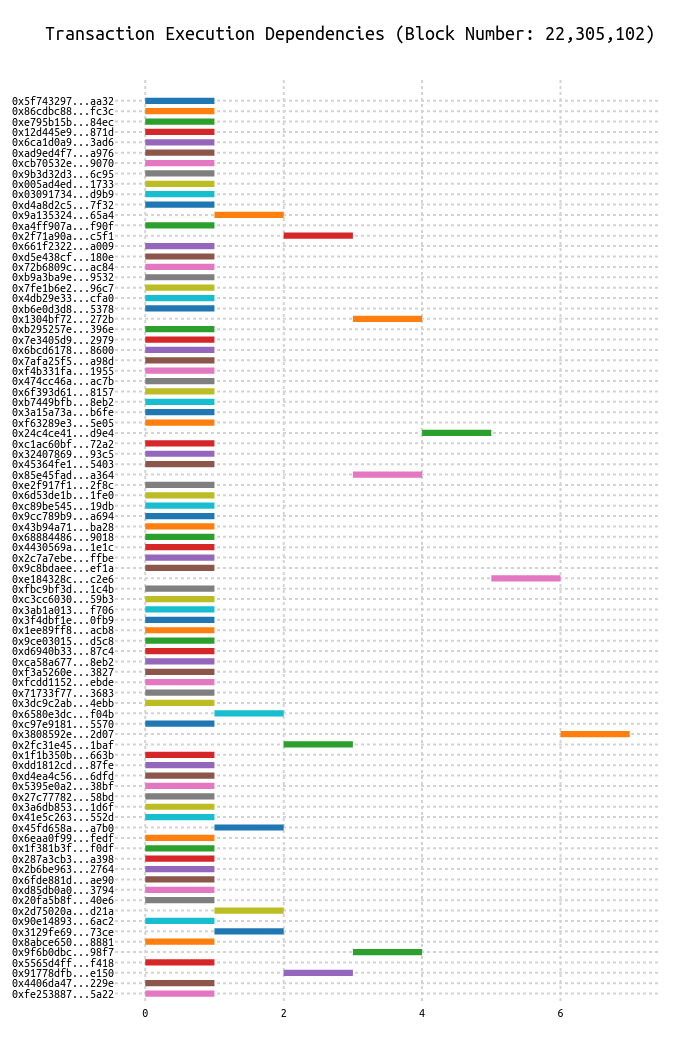 Transaction Execution Dependencies (Block Number: 22,305,102)
0x5f743297...aa32
0x86cdbc88...fc3c
0xe795b15b...84ec
0x12d445e9...871d
0x6ca1d0a9...3ad6
0xad9ed4f7...a976
0xcb70532e...9070
0x9b3d32d3...6c95
0x005ad4ed...1733
0x03091734...d9b9
0xd4a8d2c5...7f32
0x9a135324...65a4
0xa4ff907a...f90f
0x2f71a90a...c5f1
0x661f2322...a009
0xd5e438cf...180e
0x72b6809c...ac84
0xb9a3ba9e...9532
0x7fe1b6e2...96c7
0x4db29e33...cfa0
0xb6e0d3d8...5378
0x1304bf72...272b
0xb295257e...396e
0x7e3405d9...2979
0x6bcd6178...8600
0x7afa25f5...a98d
0xf4b331fa...1955
0x474cc46a...ac7b
0x6f393d61...8157
0xb7449bfb...8eb2
0x3a15a73a...b6fe
0xf63289e3...5e05
0x24c4ce41...d9e4
0xc1ac60bf...72a2
0x32407869...93c5
0x45364fe1...5403
0x85e45fad...a364
0xe2f917f1...2f8c
0x6d53de1b...1fe0
0xc89be545...19db
0x9cc789b9...a694
0x43b94a71...ba28
0x68884486...9018
0x4430569a...1e1c
0x2c7a7ebe...ffbe
0x9c8bdaee...ef1a
0xe184328c...c2e6
0xfbc9bf3d...1c4b
0xc3cc6030...59b3
0x3ab1a013...f706
0x3f4dbf1e...0fb9
0x1ee89ff8...acb8
0x9ce03015...d5c8
0xd6940b33...87c4
0xca58a677...8eb2
0xf3a5260e...3827
0xfcdd1152...ebde
0x71733f77...3683
0x3dc9c2ab...4ebb
0x6580e3dc...f04b
0xc97e9181...5570
0x3808592e...2d07
0x2fc31e45...1baf
0x1f1b350b...663b
0xdd1812cd...87fe
0xd4ea4c56...6dfd
0x5395e0a2...38bf
0x27c77782...58bd
0x3a6db853...1d6f
0x41e5c263...552d
0x45fd658a...a7b0
0x6eaa0f99...fedf
0x1f381b3f...f0df
0x287a3cb3...a398
0x2b6be963...2764
0x6fde881d...ae90
0xd85db0a0...3794
0x20fa5b8f...40e6
0x2d75020a...d21a
0x90e14893...6ac2
0x3129fe69...73ce
0x8abce650...8881
0x9f6b0dbc...98f7
0x5565d4ff...f418
0x91778dfb...e150
0x4406da47...229e
0xfe253887...5a22
0 2 4 6